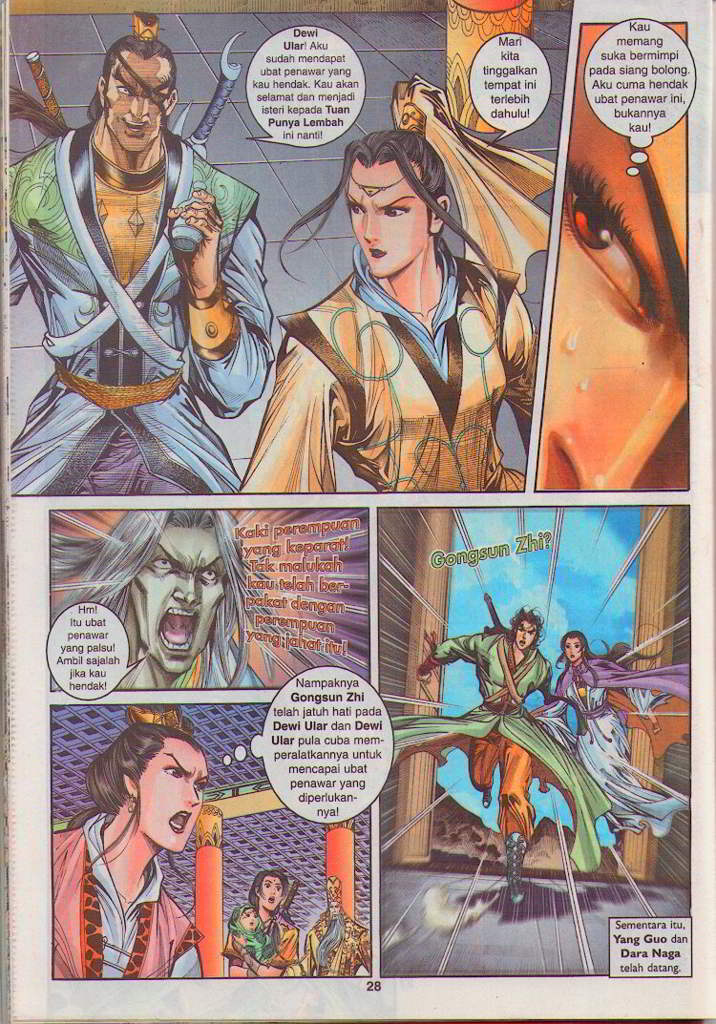 Dewi
Ular! Aku
sudah mendapat
ubat penawar yang
kau hendak. Kau akan
selamat dan menjadi
isteri kepada Tuan
Punya Lembah
ini nanti!
Mari
kita
tinggalkan
tempat ini
terlebih
dahulu!
Kau
memang
suka bermimpi
pada siang bolong.
Aku cuma hendak
ubat penawar ini,
bukannya
kau!
Kaki perempuan
yang keparat!
Tak malukah
kau telah ber-
pakat dengan
perempuan
yang jahat itu!
Hm!
Itu ubat
penawar
yang palsu!
Ambil sajalah
jika kau
hendak!
Gongsun Zhi?
Nampaknya
Gongsun Zhi
telah jatuh hati pada
Dewi Ular dan Dewi
Ular pula cuba mem-
peralatkannya untuk
mencapai ubat
penawar yang
diperlukan-
nya!
Sementara itu,
Yang Guo dan
Dara Naga
telah datang.
28